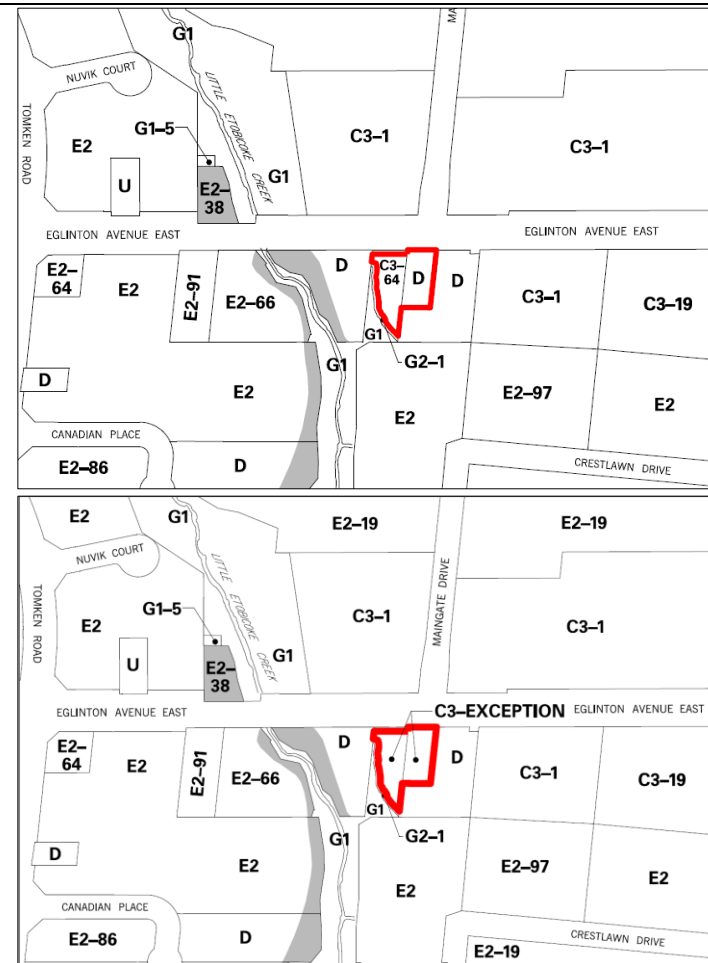 G1
MA
NUVIK COURT
LITTLE ETOBICOKE CREEK
TOMKEN ROAD
G1–5
C3–1
C3–1
E2
G1
U
E2–
38
EGLINTON AVENUE EAST
EGLINTON AVENUE EAST
E2–
64
E2
E2–91
E2–66
D
C3–
64
D
D
C3–1
C3–19
G1
G1
G2–1
D
E2
E2
E2–97
E2
CANADIAN PLACE
E2–86
D
CRESTLAWN DRIVE
E2
G1
E2–19
E2–19
NUVIK COURT
LITTLE ETOBICOKE CREEK
TOMKEN ROAD
MAINGATE DRIVE
G1–5
C3–1
C3–1
E2
G1
U
E2–
38
EGLINTON AVENUE EAST
C3–EXCEPTION
EGLINTON AVENUE EAST
E2–
64
E2
E2–91
E2–66
D
D
C3–1
C3–19
G1
G1
G2–1
D
E2
E2
E2–97
E2
CANADIAN PLACE
E2–86
D
CRESTLAWN DRIVE
E2–19